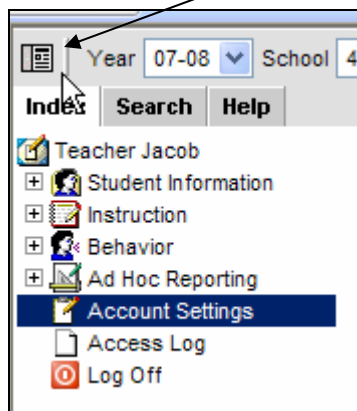 Year 07-08 School 4
Index Search Help
Teacher Jacob
Student Information
Instruction
Behavior
Ad Hoc Reporting
Account Settings
Access Log
Log Off